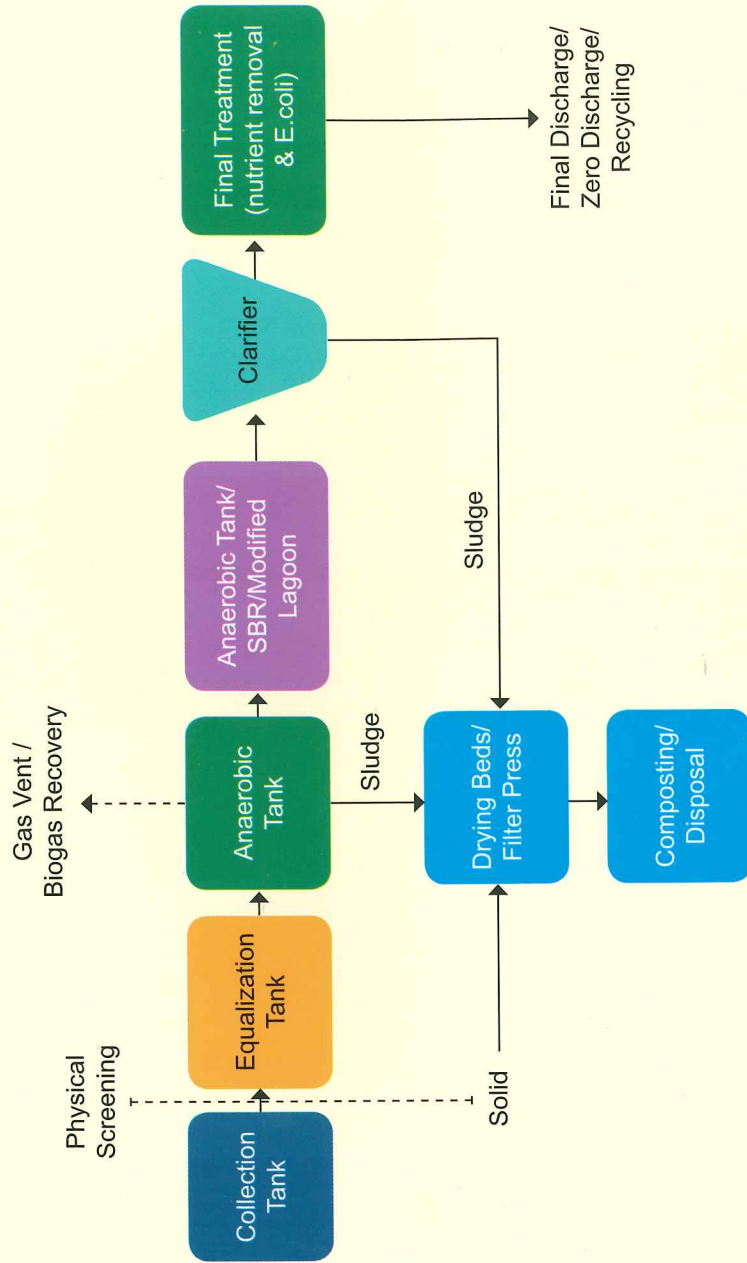 Physical
Screening
Gas Vent /
Biogas Recovery
Collection
Tank
Equalization
Tank
Anaerobic
Tank
Anaerobic Tank/
SBR/Modified
Lagoon
Clarifier
Final Treatment
(nutrient removal
& E.coli)
Solid
Sludge
Sludge
Drying Beds/
Filter Press
Composting/
Disposal
Final Discharge/
Zero Discharge/
Recycling